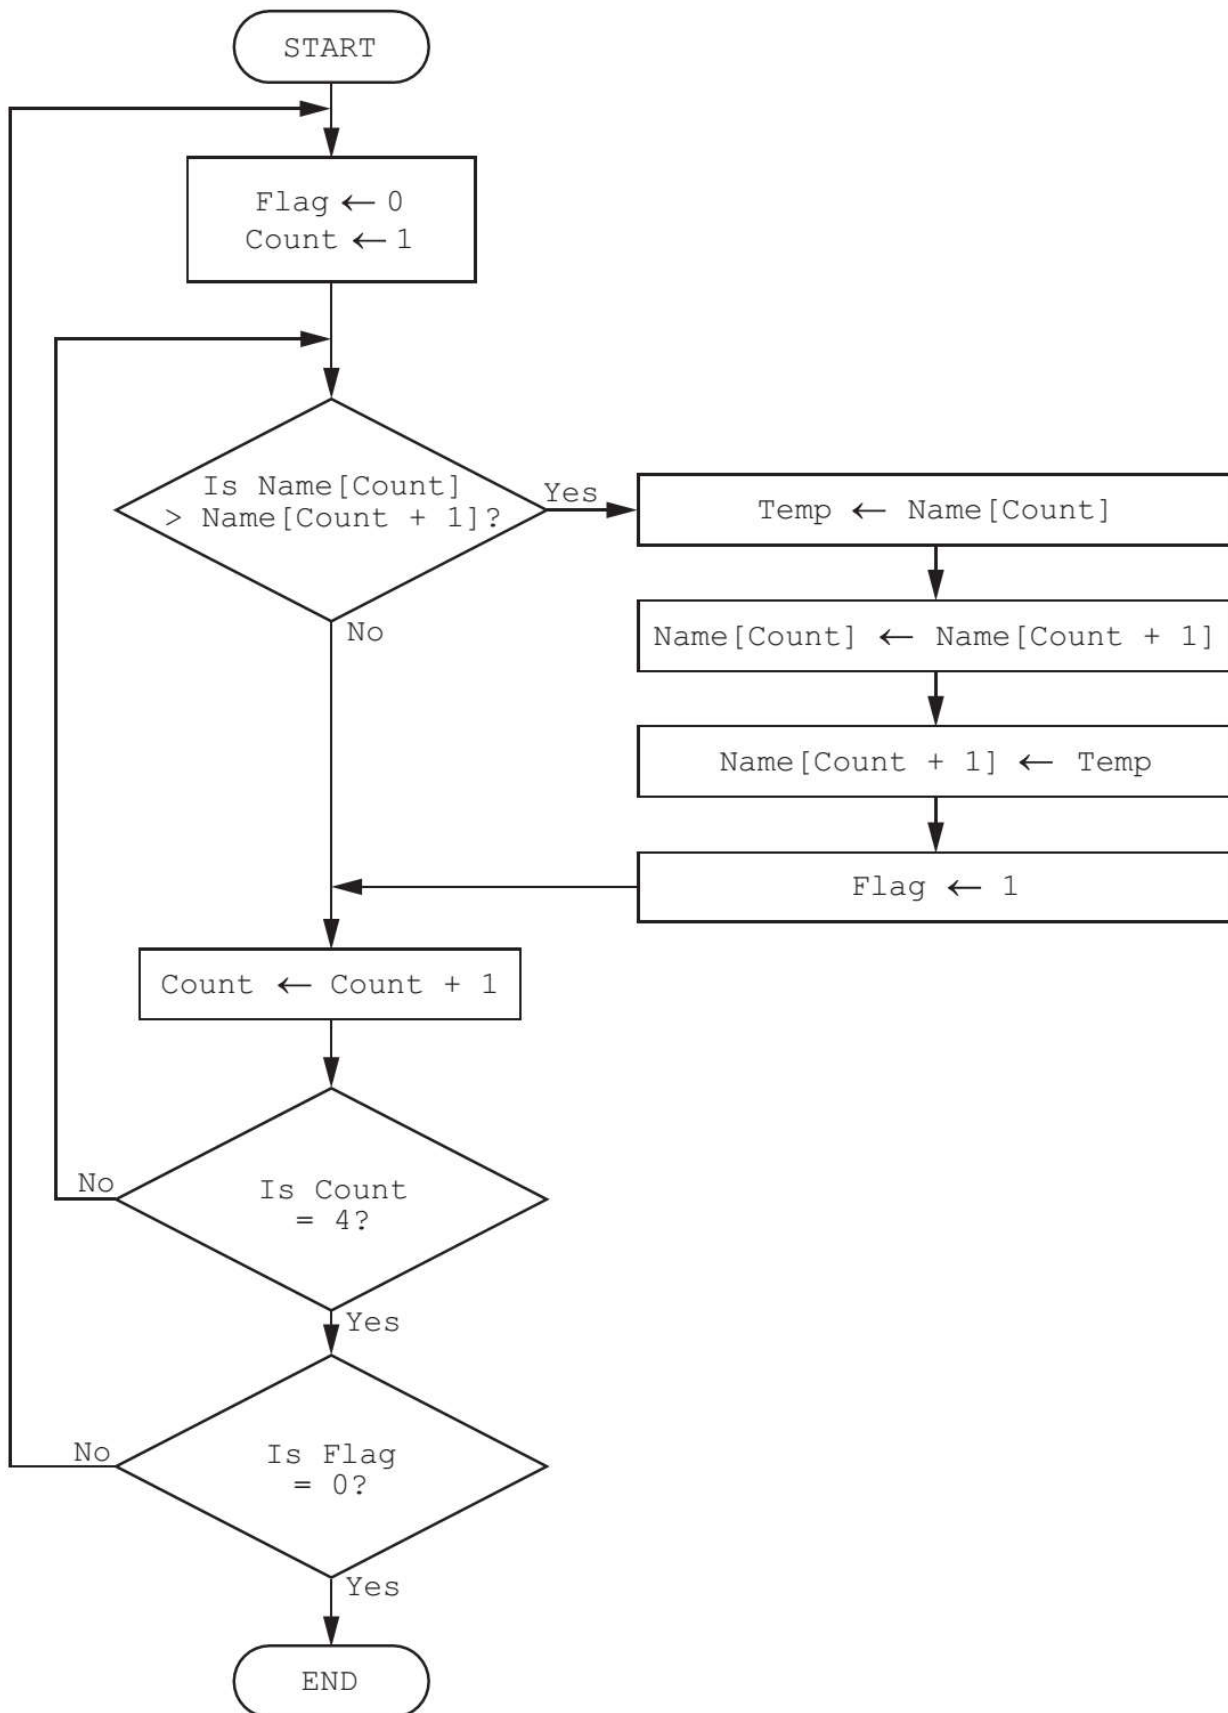 START
Flag ← 0
Count ← 1
Is Name[Count]
> Name[Count + 1]?
Yes
No
Temp ← Name[Count]
Name[Count] ← Name[Count + 1]
Name[Count + 1] ← Temp
Flag ← 1
Count ← Count + 1
Is Count
= 4?
No
Yes
Is Flag
= 0?
No
Yes
END